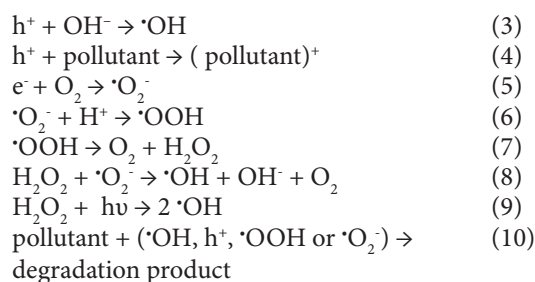 h⁺ + OH⁻ → •OH (3)
h⁺ + pollutant → ( pollutant)⁺ (4)
e⁻ + O₂ → •O₂⁻ (5)
•O₂⁻ + H⁺ → •OOH (6)
•OOH → O₂ + H₂O₂ (7)
H₂O₂ + •O₂⁻ → •OH + OH⁻ + O₂ (8)
H₂O₂ + hυ → 2 •OH (9)
pollutant + (•OH, h⁺, •OOH or •O₂⁻) → (10)
degradation product